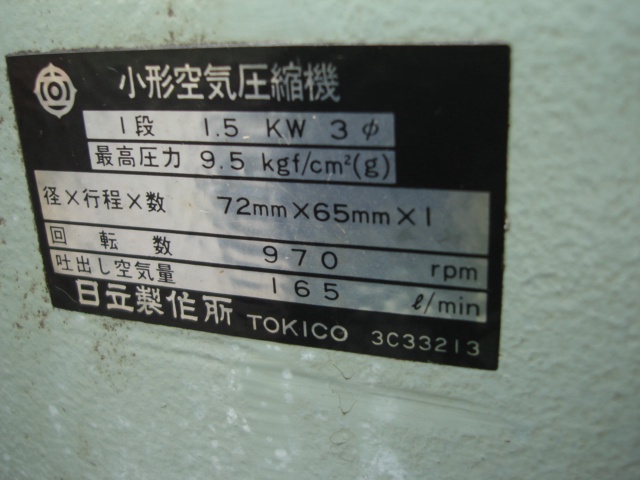 小形空気圧縮機
1段 1.5 KW 3φ
最高圧力 9.5 kgf/cm²(g)
径×行程×数 72mm×65mm×1
回転数 970 rpm
吐出し空気量 165 ℓ/min
日立製作所 TOKICO 3C33213